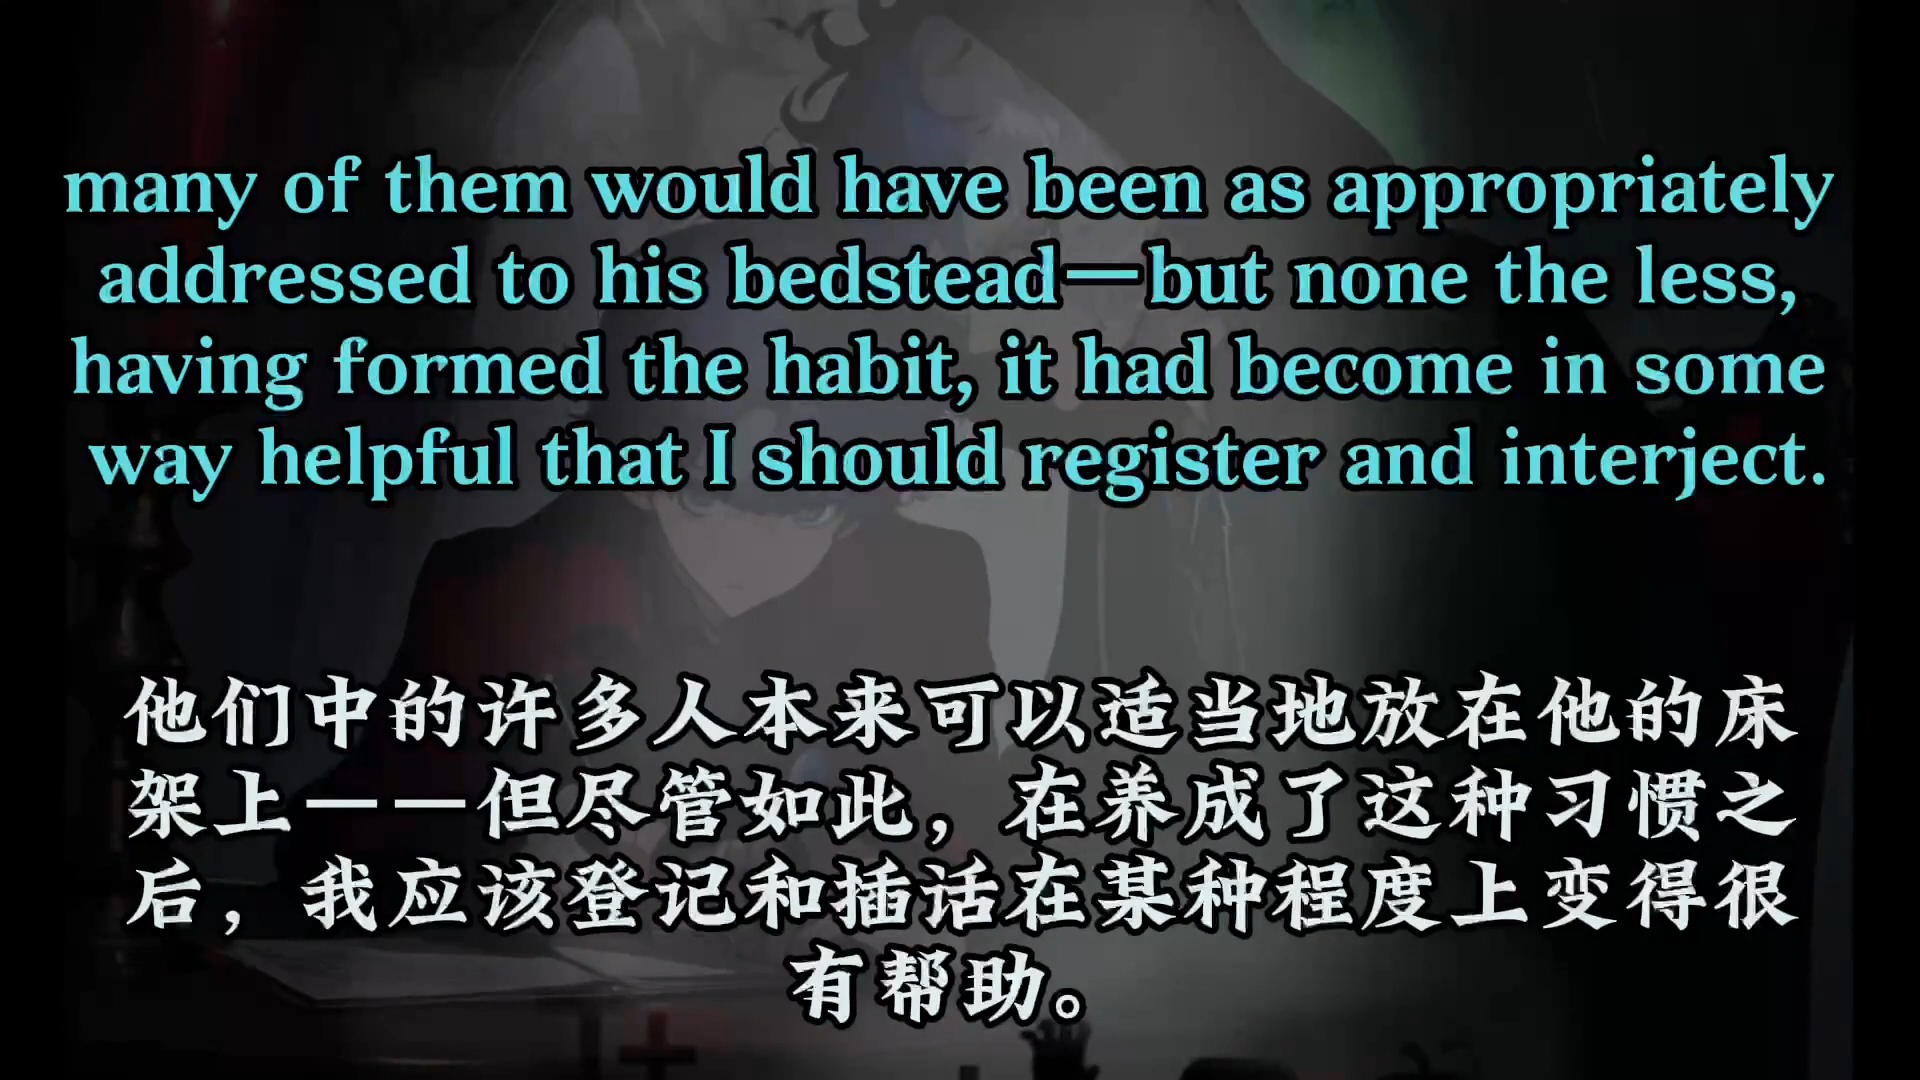 many of them would have been as appropriately
addressed to his bedstead—but none the less,
having formed the habit, it had become in some
way helpful that I should register and interject.
他们中的许多人本来可以适当地放在他的床
架上——但尽管如此，在养成了这种习惯之
后，我应该登记和插话在某种程度上变得很
有帮助。